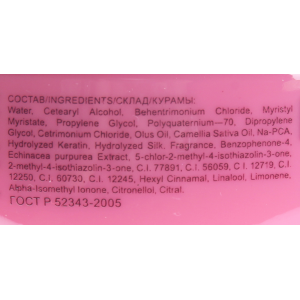 СОСТАВ/INGREDIENTS/СКЛАД/КУРАМЫ:
Water, Cetearyl Alcohol, Behentrimonium Chloride, Myristyl
Myristate, Propylene Glycol, Polyquaternium—70, Dipropylene
Glycol, Cetrimonium Chloride, Olus Oil, Camellia Sativa Oil, Na-PCA,
Hydrolyzed Keratin, Hydrolyzed Silk, Fragrance, Benzophenone-4,
Echinacea purpurea Extract, 5-chlor-2-methyl-4-isothiazolin-3-one,
2-methyl-4-isothiazolin-3-one, C.I. 77891, C.I. 56059, C.I. 12719, C.I.
12250, C.I. 60730, C.I. 12245, Hexyl Cinnamal, Linalool, Limonene,
Alpha-Isomethyl Ionone, Citronellol, Citral.
ГОСТ Р 52343-2005